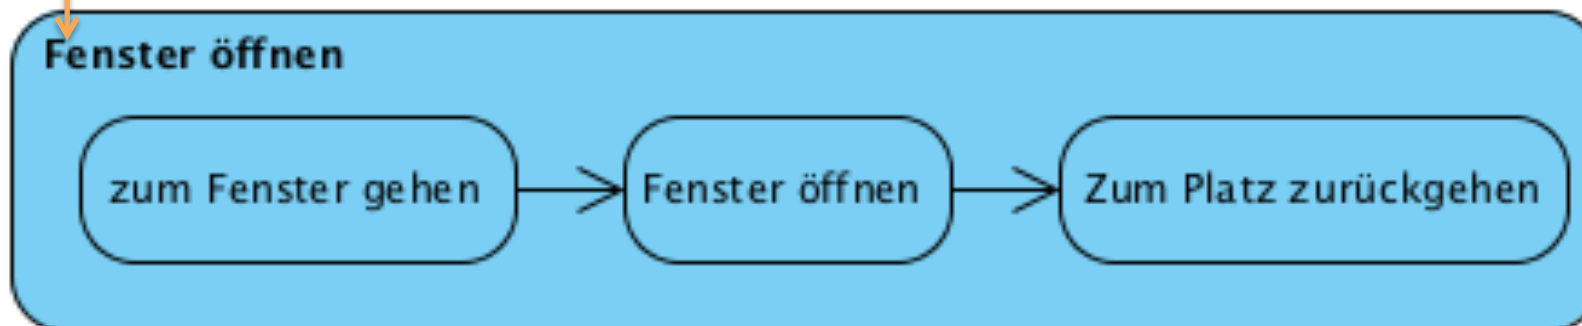 Fenster öffnen
zum Fenster gehen
Fenster öffnen
Zum Platz zurückgehen